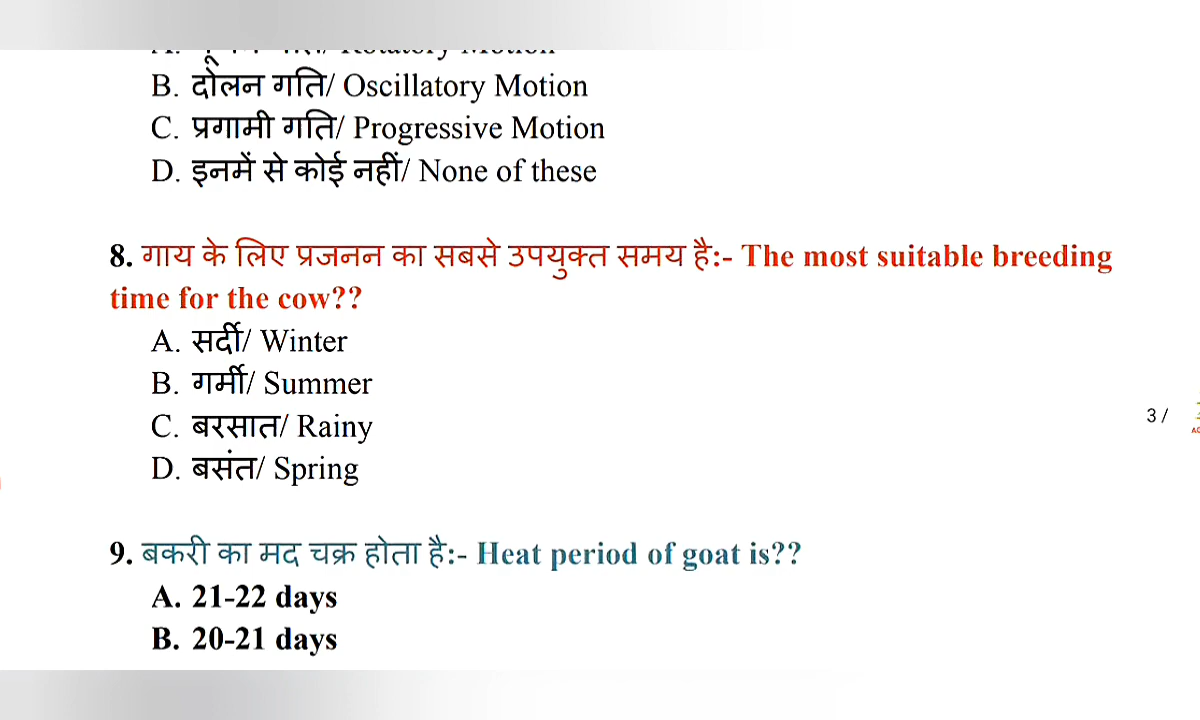 B. दोलन गति/ Oscillatory Motion
C. प्रगामी गति/ Progressive Motion
D. इनमें से कोई नहीं/ None of these
8. गाय के लिए प्रजनन का सबसे उपयुक्त समय है:- The most suitable breeding
time for the cow??
A. सर्दी/ Winter
B. गर्मी/ Summer
C. बरसात/ Rainy
D. बसंत/ Spring
3 /
9. बकरी का मद चक्र होता है:- Heat period of goat is??
A. 21-22 days
B. 20-21 days